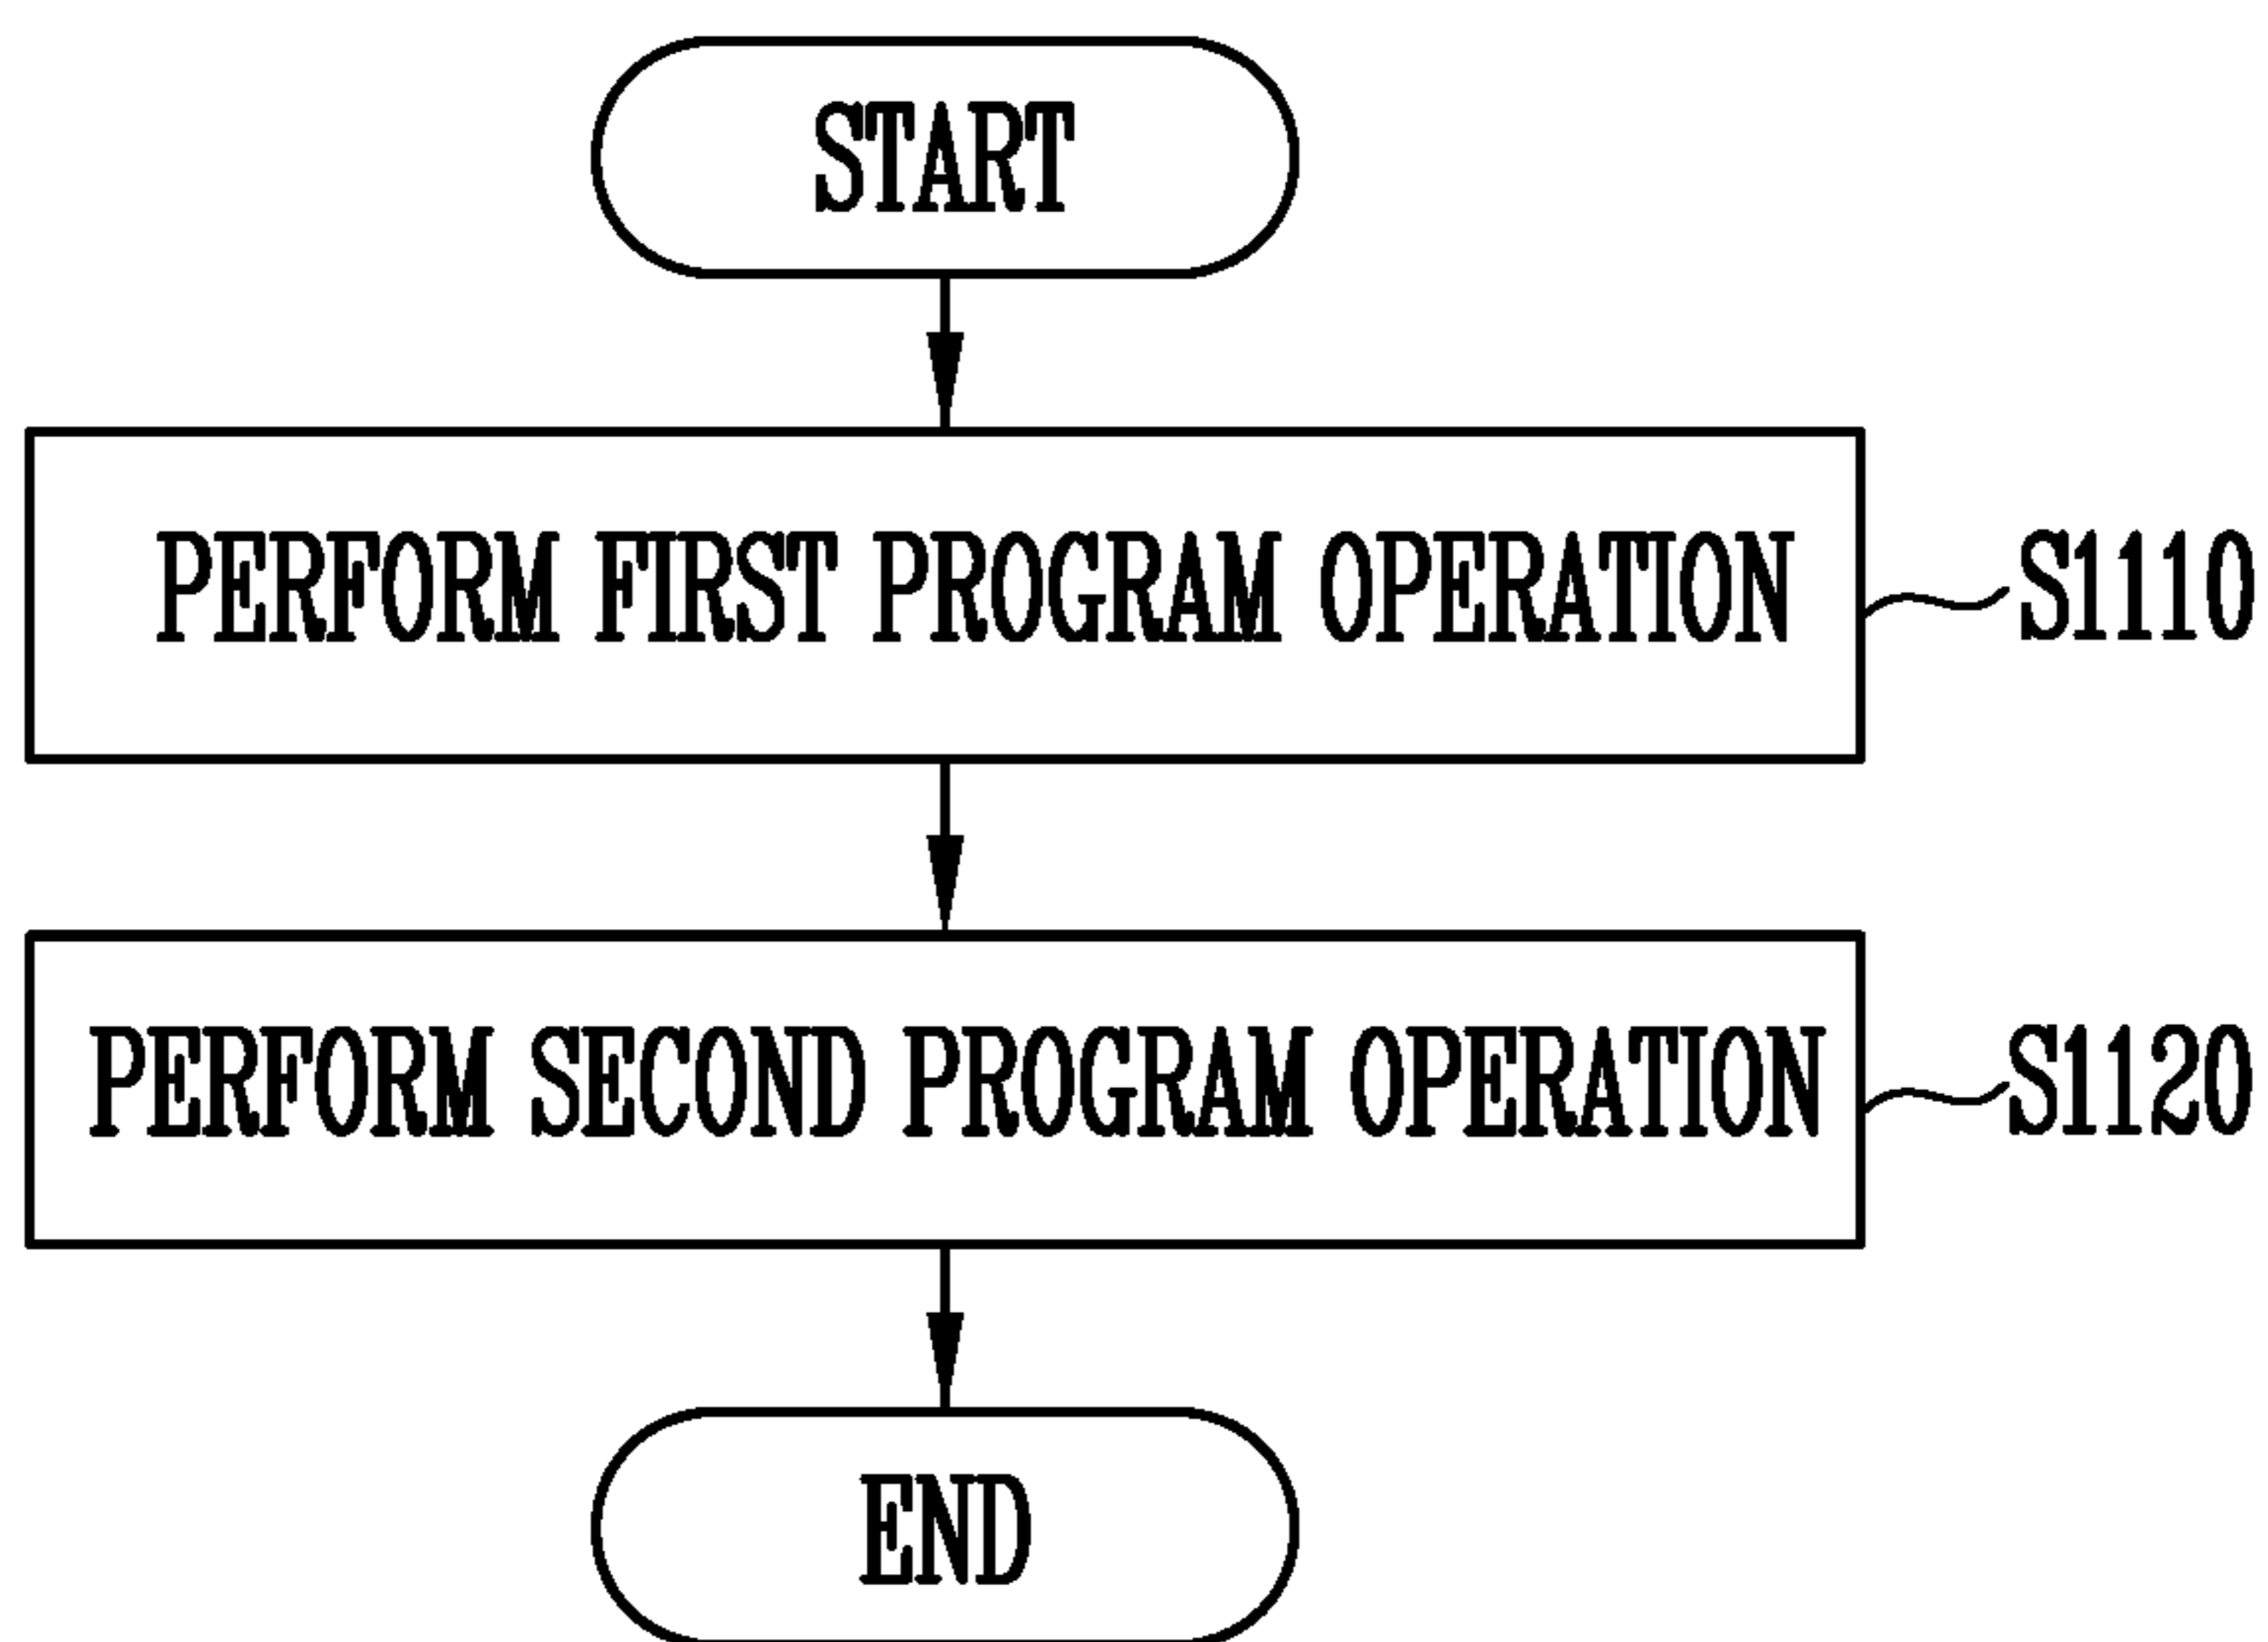 START
PERFORM FIRST PROGRAM OPERATION S1110
PERFORM SECOND PROGRAM OPERATION S1120
END